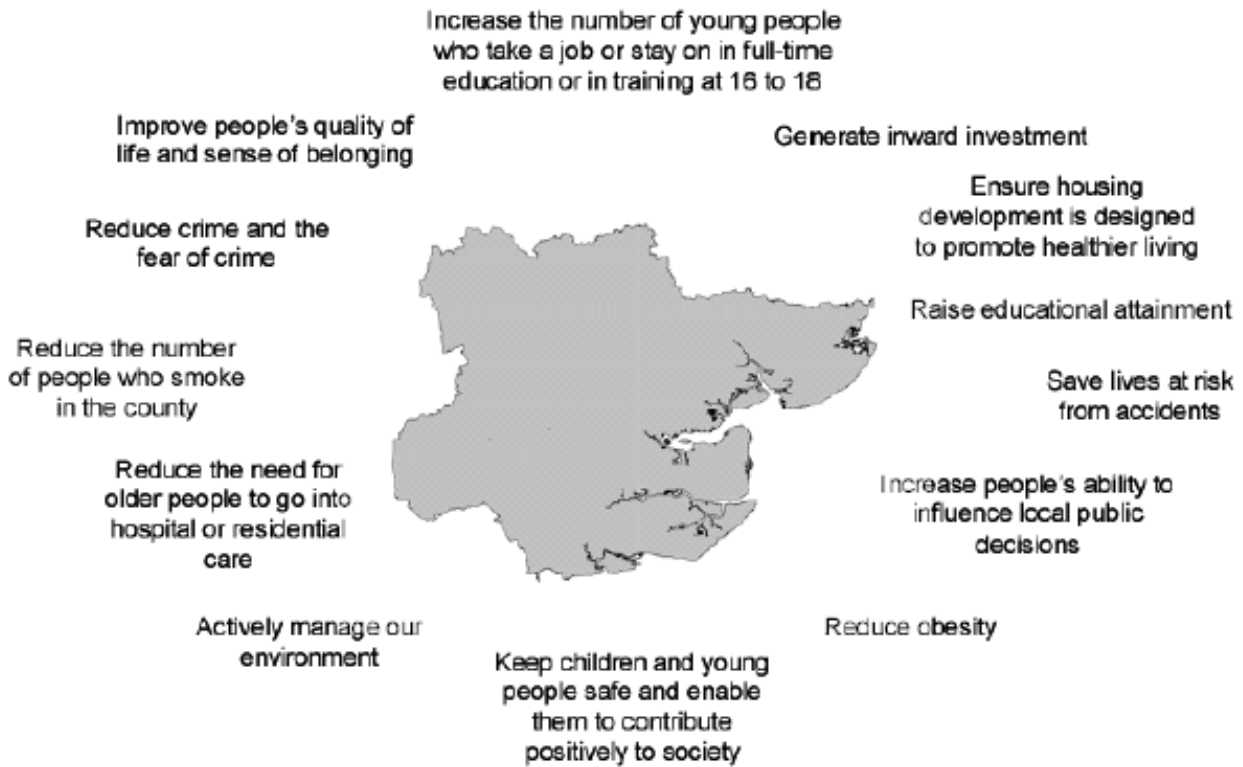 Increase the number of young people
who take a job or stay on in full-time
education or in training at 16 to 18
Improve people's quality of
life and sense of belonging
Generate inward investment
Ensure housing
development is designed
to promote healthier living
Reduce crime and the
fear of crime
Raise educational attainment
Reduce the number
of people who smoke
in the county
Save lives at risk
from accidents
Reduce the need for
older people to go into
hospital or residential
care
Increase people's ability to
influence local public
decisions
Actively manage our
environment
Reduce obesity
Keep children and young
people safe and enable
them to contribute
positively to society